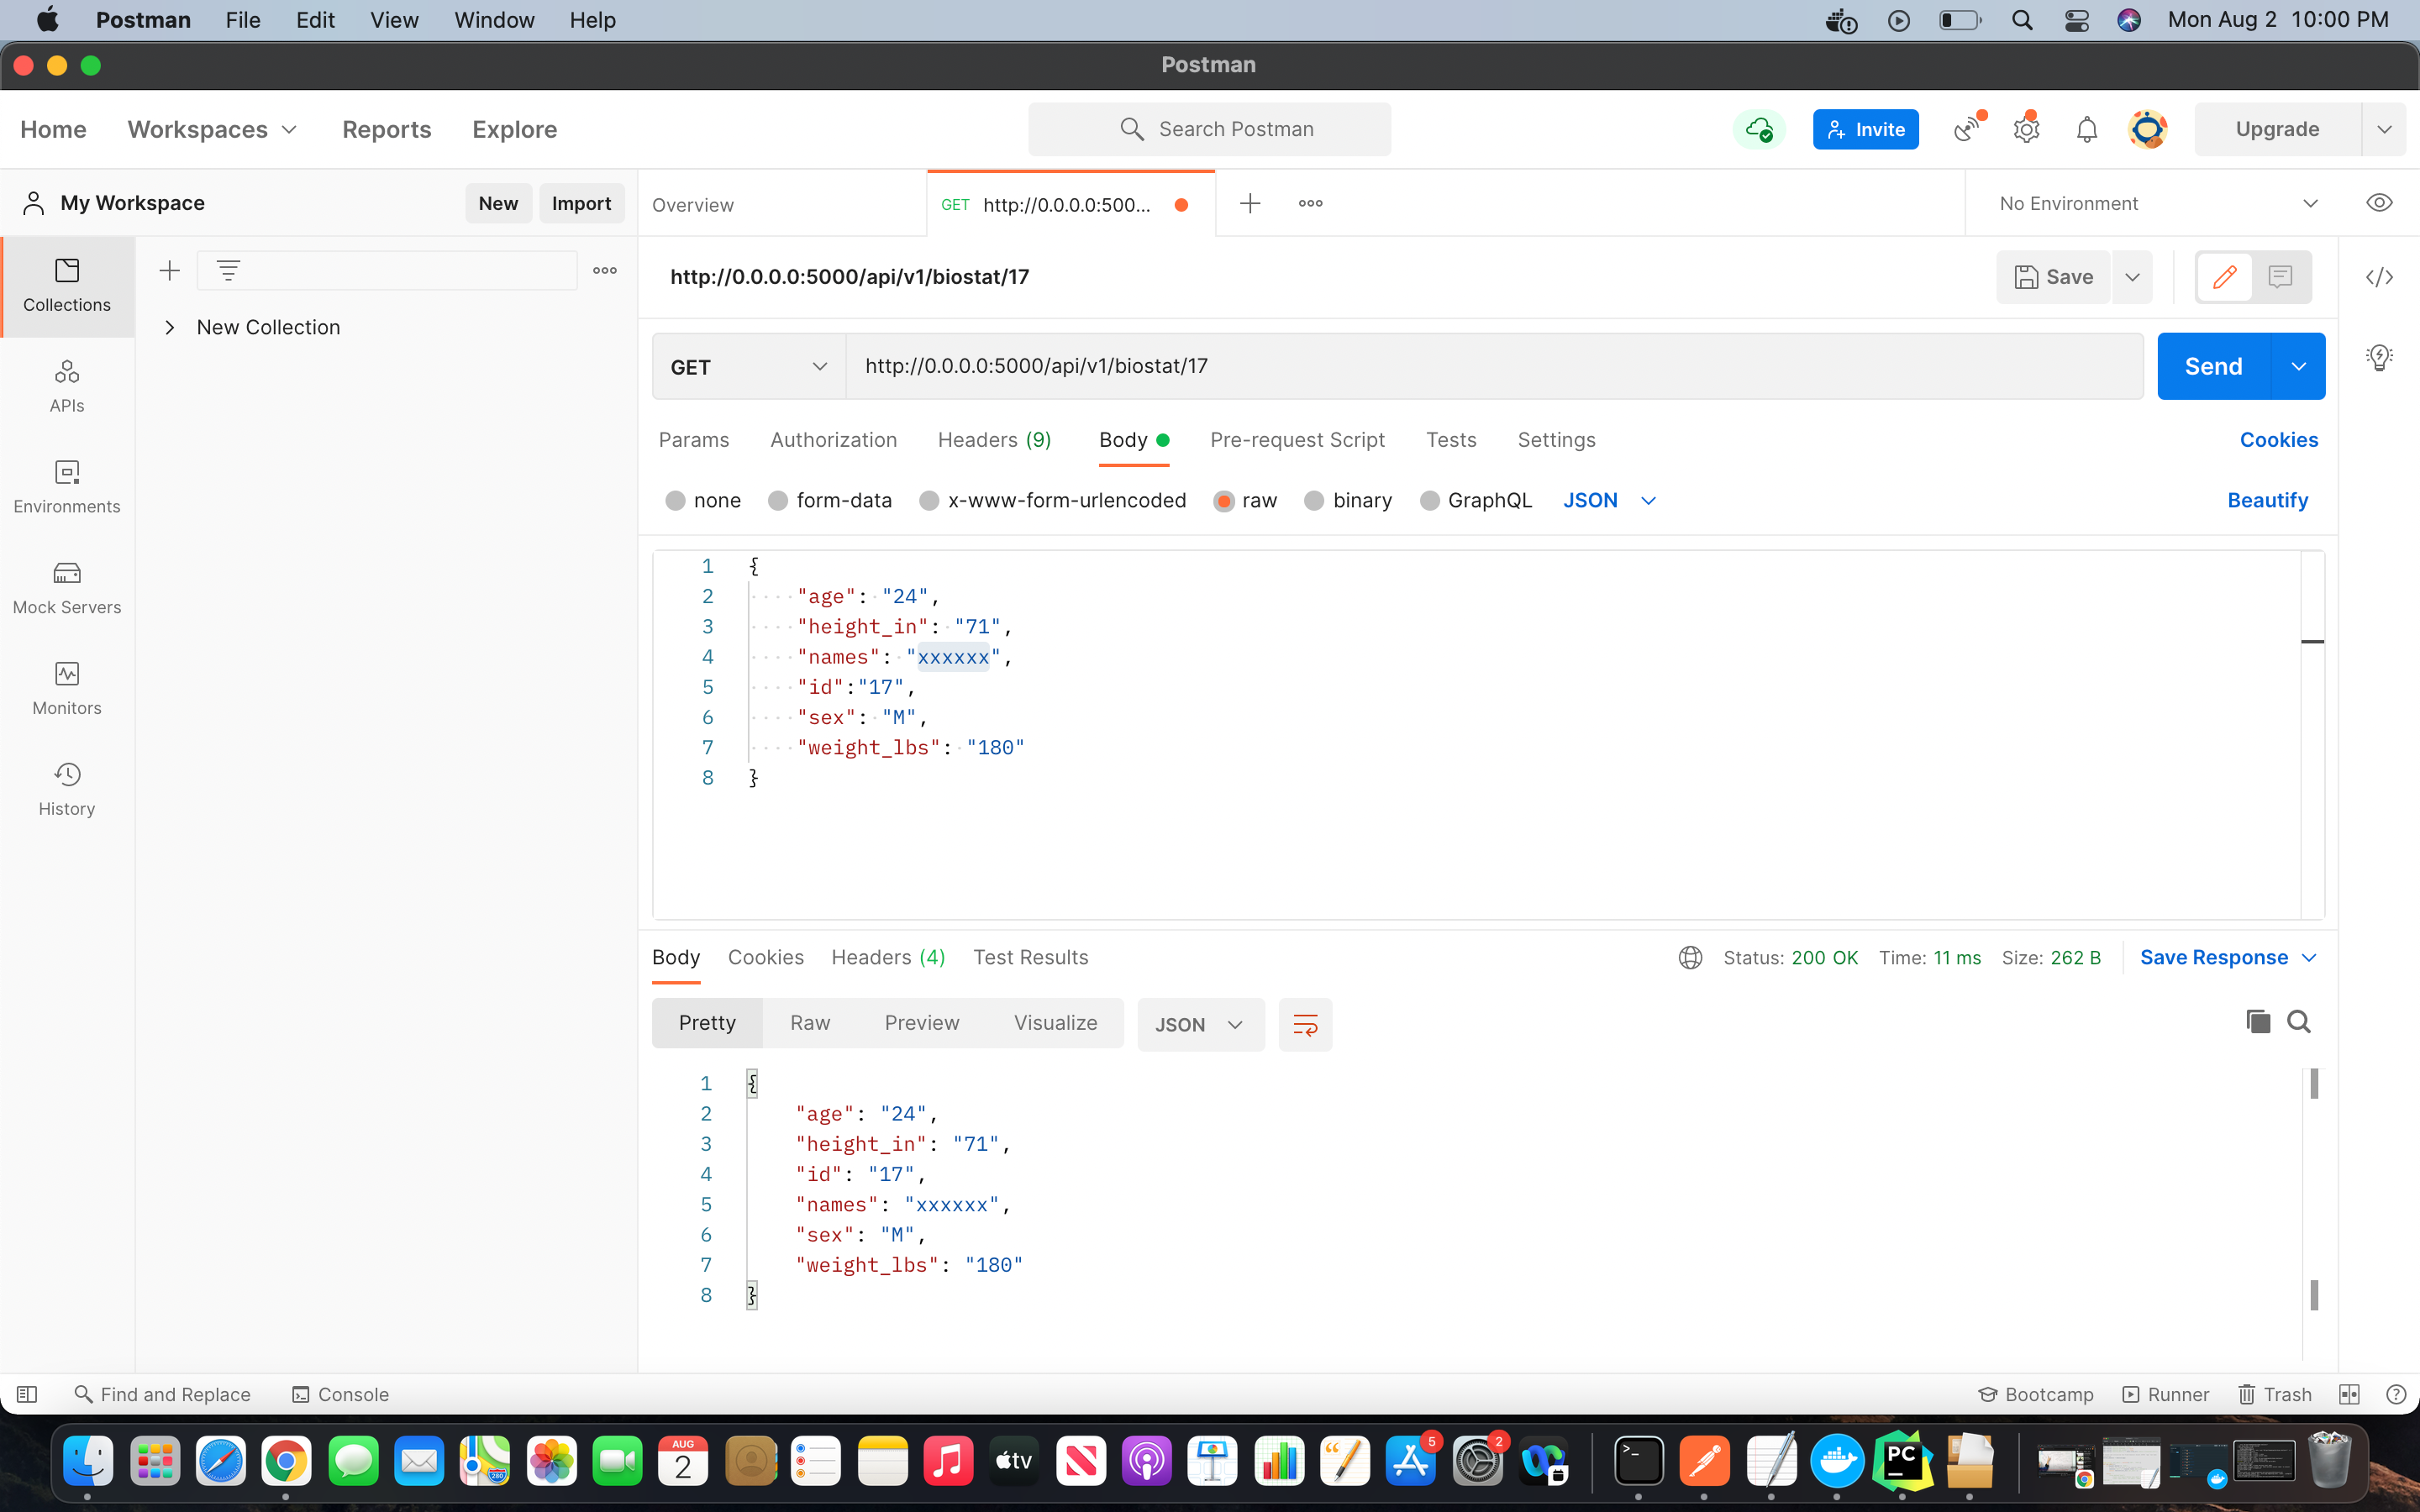 Postman File Edit View Window Help Mon Aug 2 10:00 PM
Postman
Home Workspaces Reports Explore Search Postman Invite Upgrade
My Workspace New Import Overview GET http://0.0.0.0:500... No Environment
Collections
New Collection
APIs
Environments
Mock Servers
Monitors
History
http://0.0.0.0:5000/api/v1/biostat/17 Save
GET http://0.0.0.0:5000/api/v1/biostat/17 Send
Params Authorization Headers (9) Body Pre-request Script Tests Settings Cookies
none form-data x-www-form-urlencoded raw binary GraphQL JSON Beautify
1 {
2 "age": "24",
3 "height_in": "71",
4 "names": "xxxxxx",
5 "id":"17",
6 "sex": "M",
7 "weight_lbs": "180"
8 }
Body Cookies Headers (4) Test Results Status: 200 OK Time: 11 ms Size: 262 B Save Response
Pretty Raw Preview Visualize JSON
1 {
2 "age": "24",
3 "height_in": "71",
4 "id": "17",
5 "names": "xxxxxx",
6 "sex": "M",
7 "weight_lbs": "180"
8 }
Find and Replace Console Bootcamp Runner Trash
280 AUG 2 tv 5 2 >_ PC